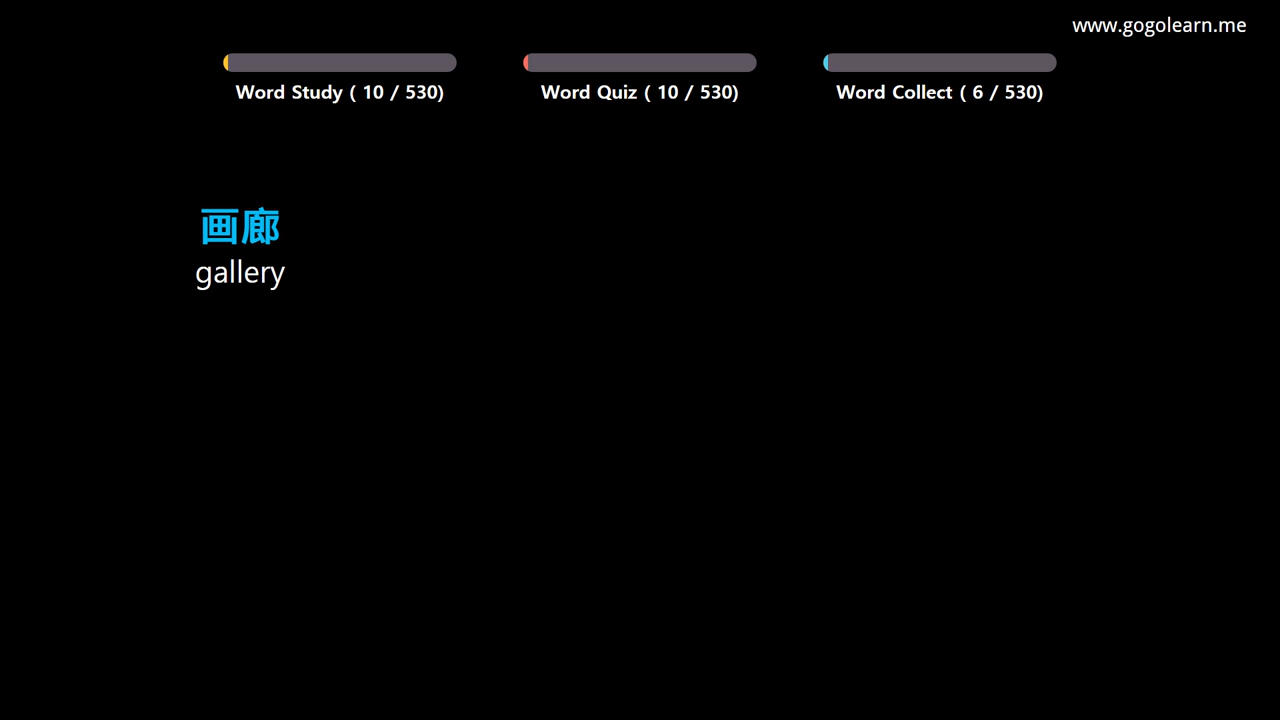 www.gogolearn.me
Word Study ( 10 / 530)
Word Quiz ( 10 / 530)
Word Collect ( 6 / 530)
画廊
gallery